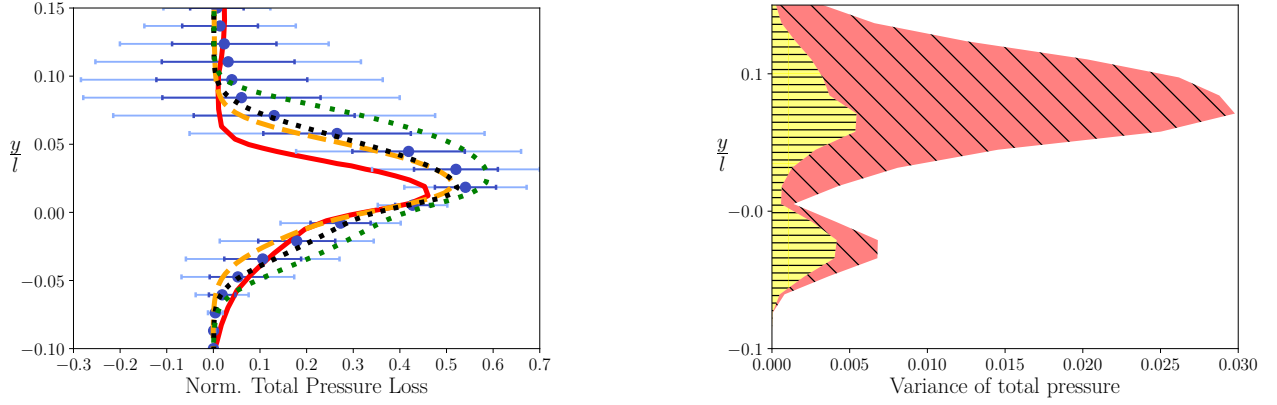 0.15
0.10
0.05
0.00
−0.05
−0.10
y
l
−0.3 −0.2 −0.1 0.0 0.1 0.2 0.3 0.4 0.5 0.6 0.7
Norm. Total Pressure Loss
0.1
−0.0
−0.1
y
l
0.000 0.005 0.010 0.015 0.020 0.025 0.030
Variance of total pressure